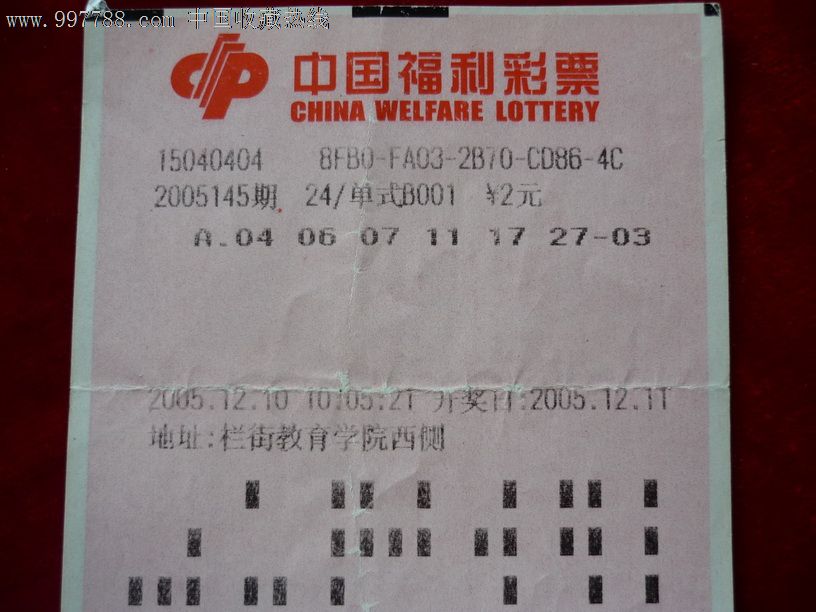 www.997788.com 中国收藏热线
中国福利彩票
CHINA WELFARE LOTTERY
15040404 8FB0-FA03-2B70-CD86-4C
2005145期 24/单式B001 ¥2元
A.04 06 07 11 17 27-03
2005.12.10 10:05:21 开奖日:2005.12.11
地址:栏街教育学院西侧